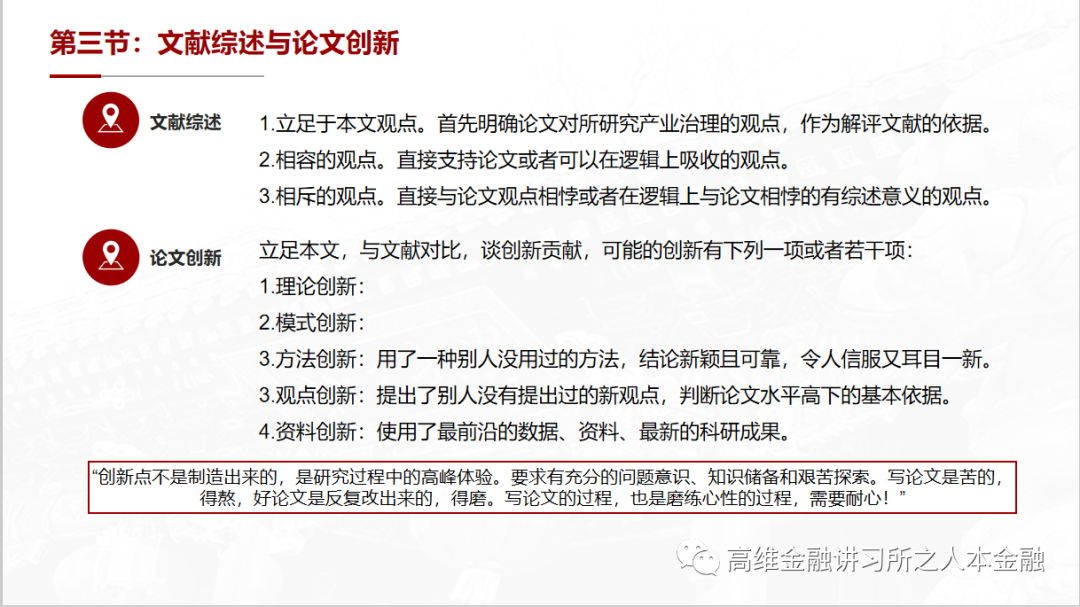 第三节：文献综述与论文创新
文献综述
1.立足于本文观点。首先明确论文对所研究产业治理的观点，作为解评文献的依据。
2.相容的观点。直接支持论文或者可以在逻辑上吸收的观点。
3.相斥的观点。直接与论文观点相悖或者在逻辑上与论文相悖的有综述意义的观点。
论文创新
立足本文，与文献对比，谈创新贡献，可能的创新有下列一项或者若干项：
1.理论创新：
2.模式创新：
3.方法创新：用了一种别人没用过的方法，结论新颖且可靠，令人信服又耳目一新。
3.观点创新：提出了别人没有提出过的新观点，判断论文水平高下的基本依据。
4.资料创新：使用了最前沿的数据、资料、最新的科研成果。
“创新点不是制造出来的，是研究过程中的高峰体验。要求有充分的问题意识、知识储备和艰苦探索。写论文是苦的，
得熬，好论文是反复改出来的，得磨。写论文的过程，也是磨练心性的过程，需要耐心！”
高维金融讲习所之人本金融